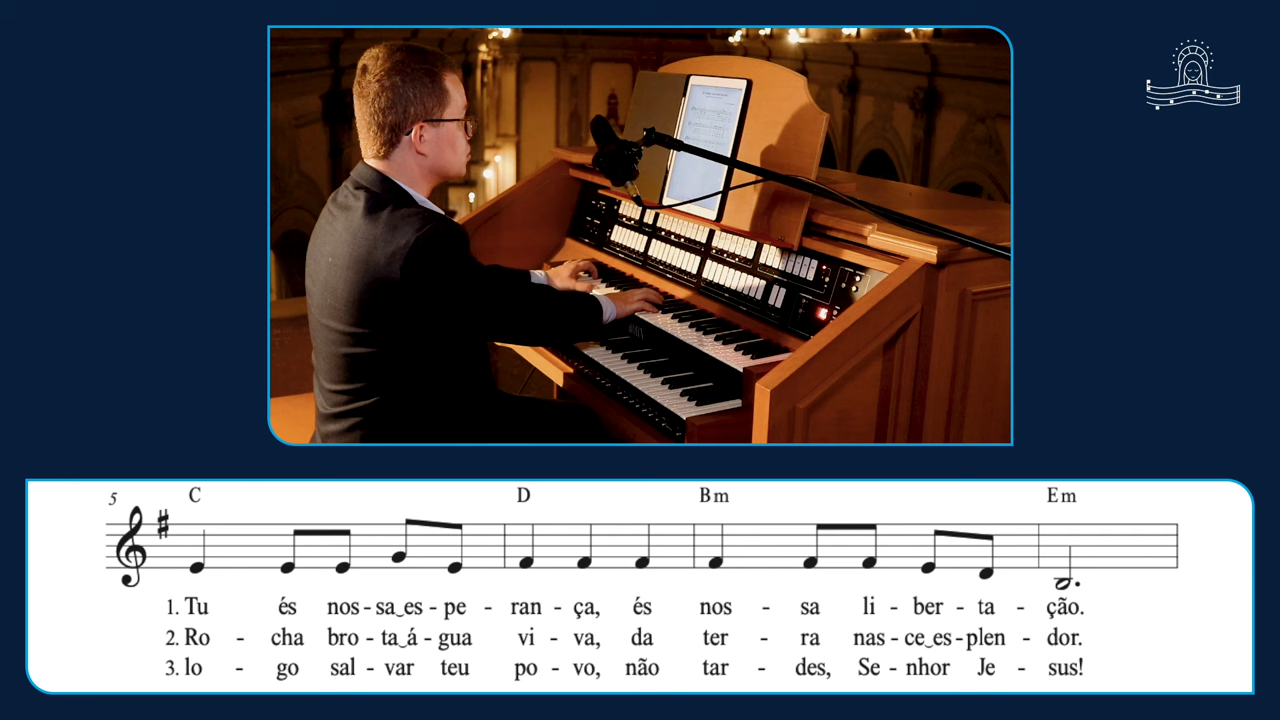 5 C D Bm Em
1. Tu és nos - sa‿es - pe - ran - ça, és nos - sa li - ber - ta - ção.
2. Ro - cha bro - ta‿á - gua vi - va, da ter - ra nas - ce‿es - plen - dor.
3. lo - go sal - var teu po - vo, não tar - des, Se - nhor Je - sus!